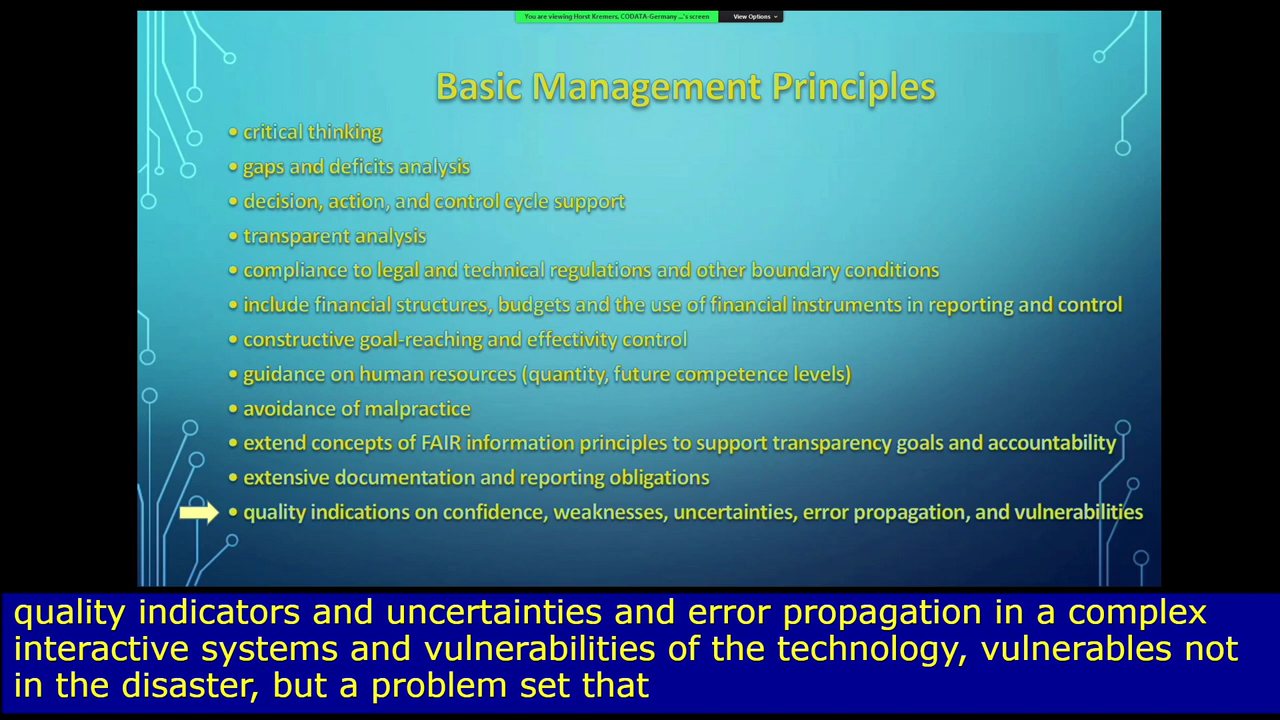 You are viewing Horst Kremers, CODATA-Germany ...'s screen View Options
Basic Management Principles
• critical thinking
• gaps and deficits analysis
• decision, action, and control cycle support
• transparent analysis
• compliance to legal and technical regulations and other boundary conditions
• include financial structures, budgets and the use of financial instruments in reporting and control
• constructive goal-reaching and effectivity control
• guidance on human resources (quantity, future competence levels)
• avoidance of malpractice
• extend concepts of FAIR information principles to support transparency goals and accountability
• extensive documentation and reporting obligations
• quality indications on confidence, weaknesses, uncertainties, error propagation, and vulnerabilities
quality indicators and uncertainties and error propagation in a complex
interactive systems and vulnerabilities of the technology, vulnerables not
in the disaster, but a problem set that